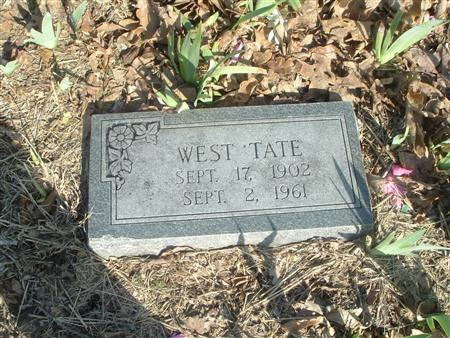 WEST TATE
SEPT. 17, 1902
SEPT. 2, 1961